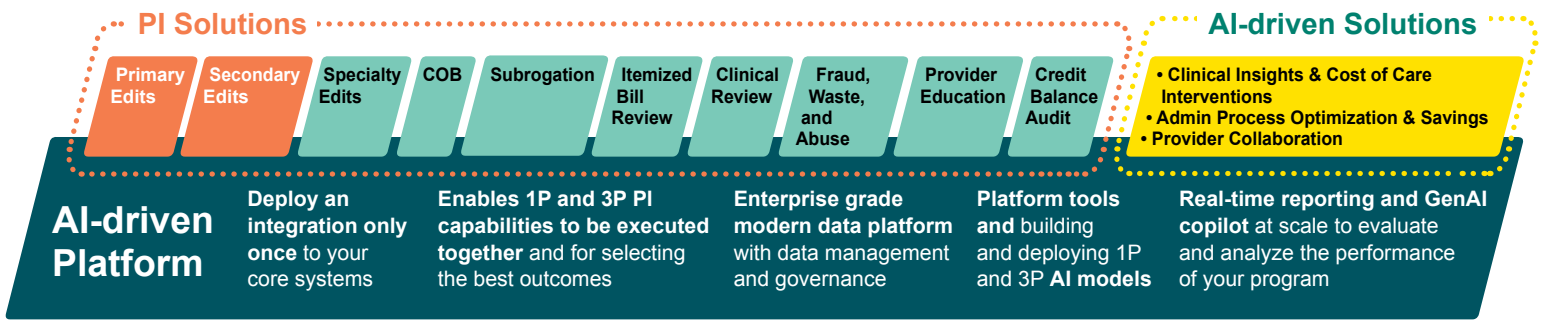 PI Solutions
AI-driven Solutions
Primary
Edits
Secondary
Edits
Specialty
Edits
COB
Subrogation
Itemized
Bill
Review
Clinical
Review
Fraud,
Waste,
and
Abuse
Provider
Education
Credit
Balance
Audit
• Clinical Insights & Cost of Care
Interventions
• Admin Process Optimization & Savings
• Provider Collaboration
AI-driven
Platform
Deploy an
integration only
once to your
core systems
Enables 1P and 3P PI
capabilities to be executed
together and for selecting
the best outcomes
Enterprise grade
modern data platform
with data management
and governance
Platform tools
and building
and deploying 1P
and 3P AI models
Real-time reporting and GenAI
copilot at scale to evaluate
and analyze the performance
of your program